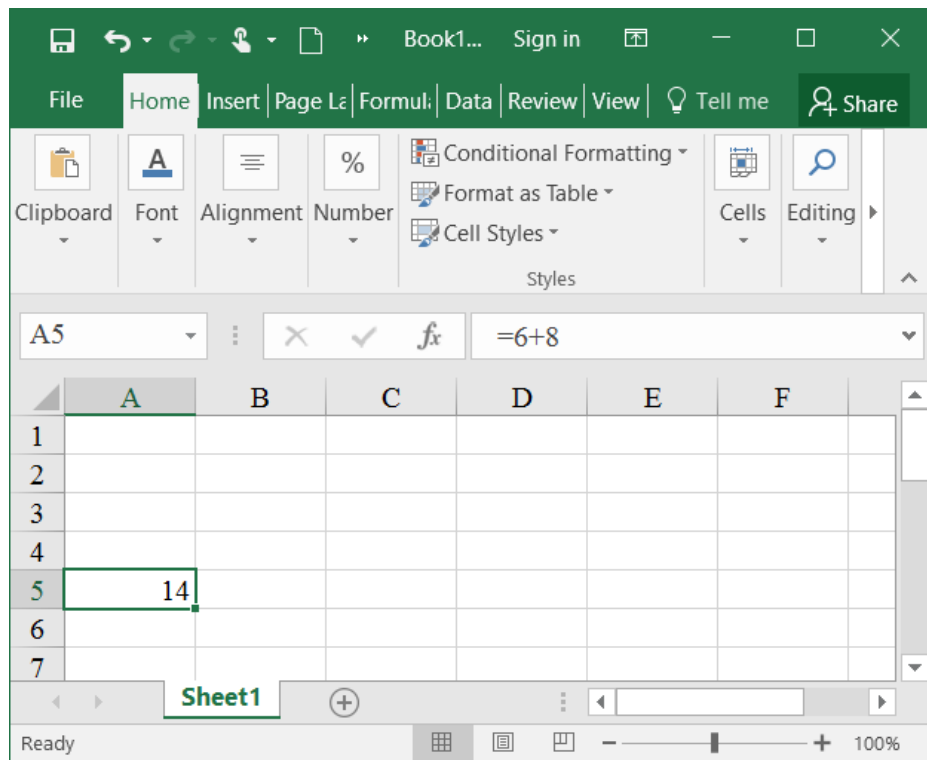 Book1... Sign in
File Home Insert Page La Formul: Data Review View Tell me Share
Clipboard Font Alignment Number Conditional Formatting Format as Table Cell Styles Styles Cells Editing
A5 fx =6+8
A B C D E F
1
2
3
4
5 14
6
7
Sheet1
Ready 100%